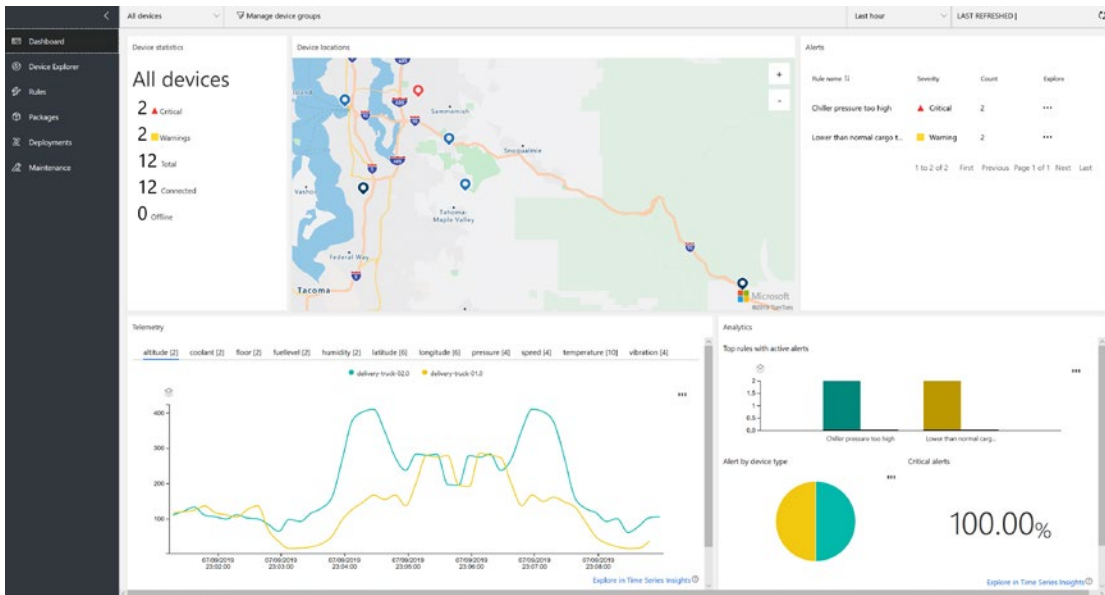 All devices
Manage device groups
Last hour
LAST REFRESHED |
Dashboard
Device Explorer
Rules
Packages
Deployments
Maintenance
Device statistics
All devices
2 Critical
2 Warnings
12 Total
12 Connected
0 Offline
Device locations
+
-
Island
Sammamish
Snoqualmie
Vashon
Tahoma-
Maple Valley
Federal Way
Tacoma
Microsoft
©2019 TomTom
Alerts
Rule name Severity Count Explore
Chiller pressure too high Critical 2 •••
Lower than normal cargo t... Warning 2 •••
1 to 2 of 2 First Previous Page 1 of 1 Next Last
Telemetry
altitude [2] coolant [2] floor [2] fuellevel [2] humidity [2] latitude [6] longitude [6] pressure [4] speed [4] temperature [10] vibration [4]
delivery-truck-02.0 delivery-truck-01.0
400
300
200
100
07/09/2019 07/09/2019 07/09/2019 07/09/2019 07/09/2019 07/09/2019 07/09/2019
23:02:00 23:03:00 23:04:00 23:05:00 23:06:00 23:07:00 23:08:00
Explore in Time Series Insights
Analytics
Top rules with active alerts
2
1.5
1
0.5
0.0
Chiller pressure too high Lower than normal carg...
Alert by device type
Critical alerts
100.00%
Explore in Time Series Insights